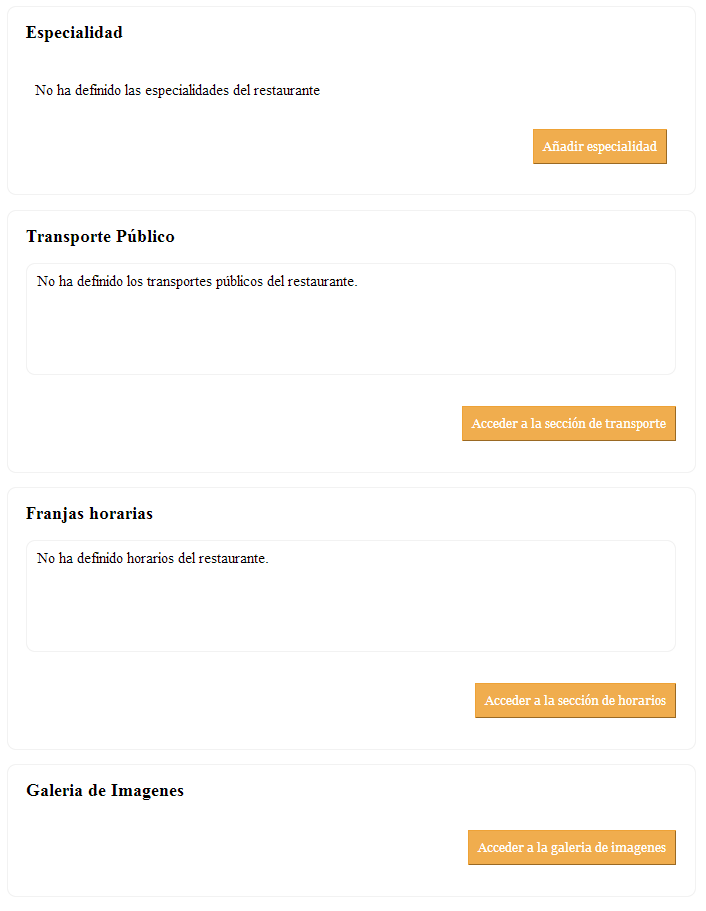 Especialidad
No ha definido las especialidades del restaurante
Añadir especialidad
Transporte Público
No ha definido los transportes públicos del restaurante.
Acceder a la sección de transporte
Franjas horarias
No ha definido horarios del restaurante.
Acceder a la sección de horarios
Galeria de Imagenes
Acceder a la galeria de imagenes